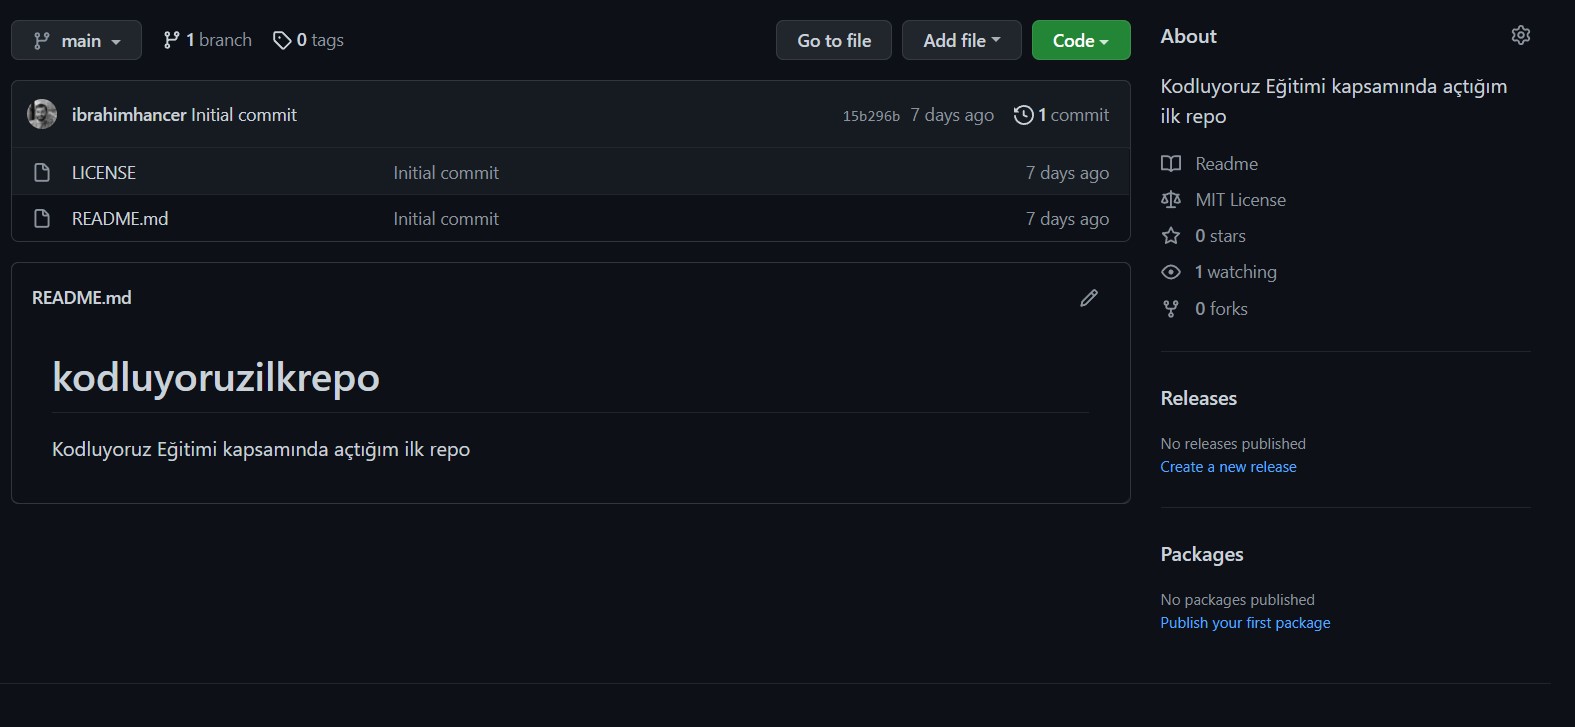 main
1 branch
0 tags
Go to file
Add file
Code
ibrahimhancer Initial commit
15b296b 7 days ago
1 commit
LICENSE Initial commit 7 days ago
README.md Initial commit 7 days ago
README.md
kodluyoruzilkrepo
Kodluyoruz Eğitimi kapsamında açtığım ilk repo
About
Kodluyoruz Eğitimi kapsamında açtığım
ilk repo
Readme
MIT License
0 stars
1 watching
0 forks
Releases
No releases published
Create a new release
Packages
No packages published
Publish your first package